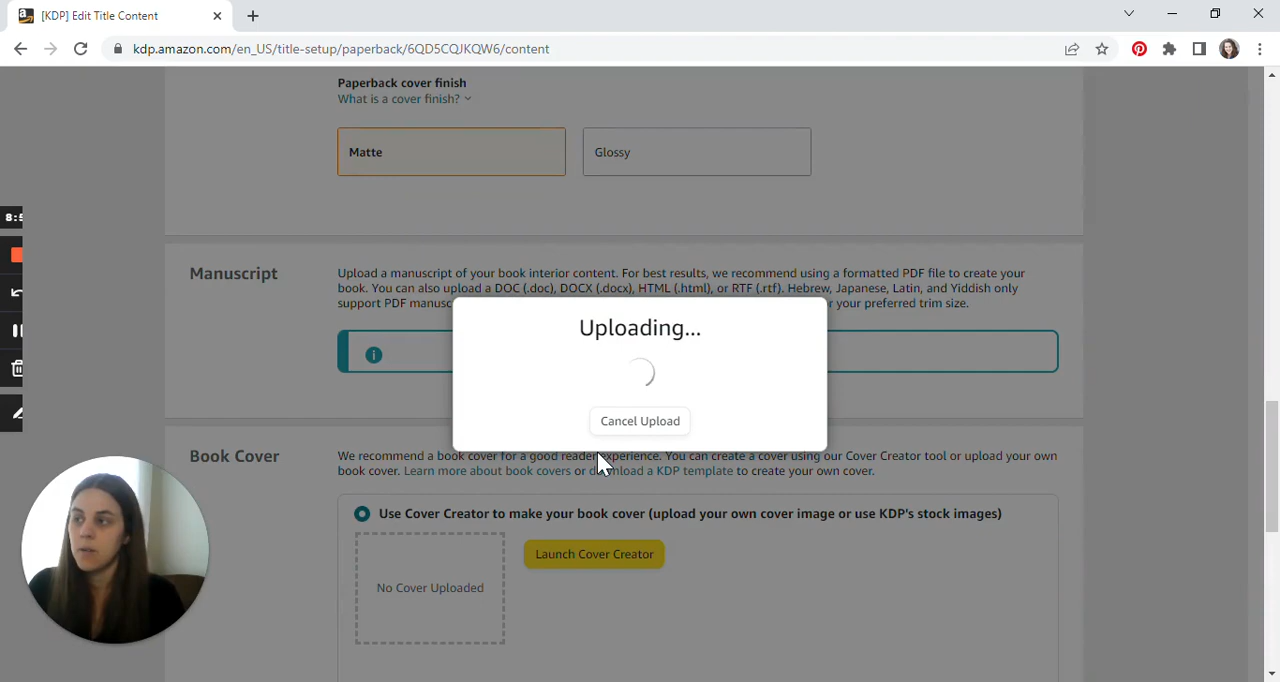 [KDP] Edit Title Content
kdp.amazon.com/en_US/title-setup/paperback/6QD5CQJKQW6/content
Paperback cover finish
What is a cover finish?
Matte
Glossy
8:5
Manuscript
Upload a manuscript of your book interior content. For best results, we recommend using a formatted PDF file to create your
book. You can also upload a DOC (.doc), DOCX (.docx), HTML (.html), or RTF (.rtf). Hebrew, Japanese, Latin, and Yiddish only
support PDF manusc r your preferred trim size.
Uploading...
Cancel Upload
Book Cover
We recommend a book cover for a good reader experience. You can create a cover using our Cover Creator tool or upload your own
book cover. Learn more about book covers or download a KDP template to create your own cover.
Use Cover Creator to make your book cover (upload your own cover image or use KDP's stock images)
No Cover Uploaded
Launch Cover Creator